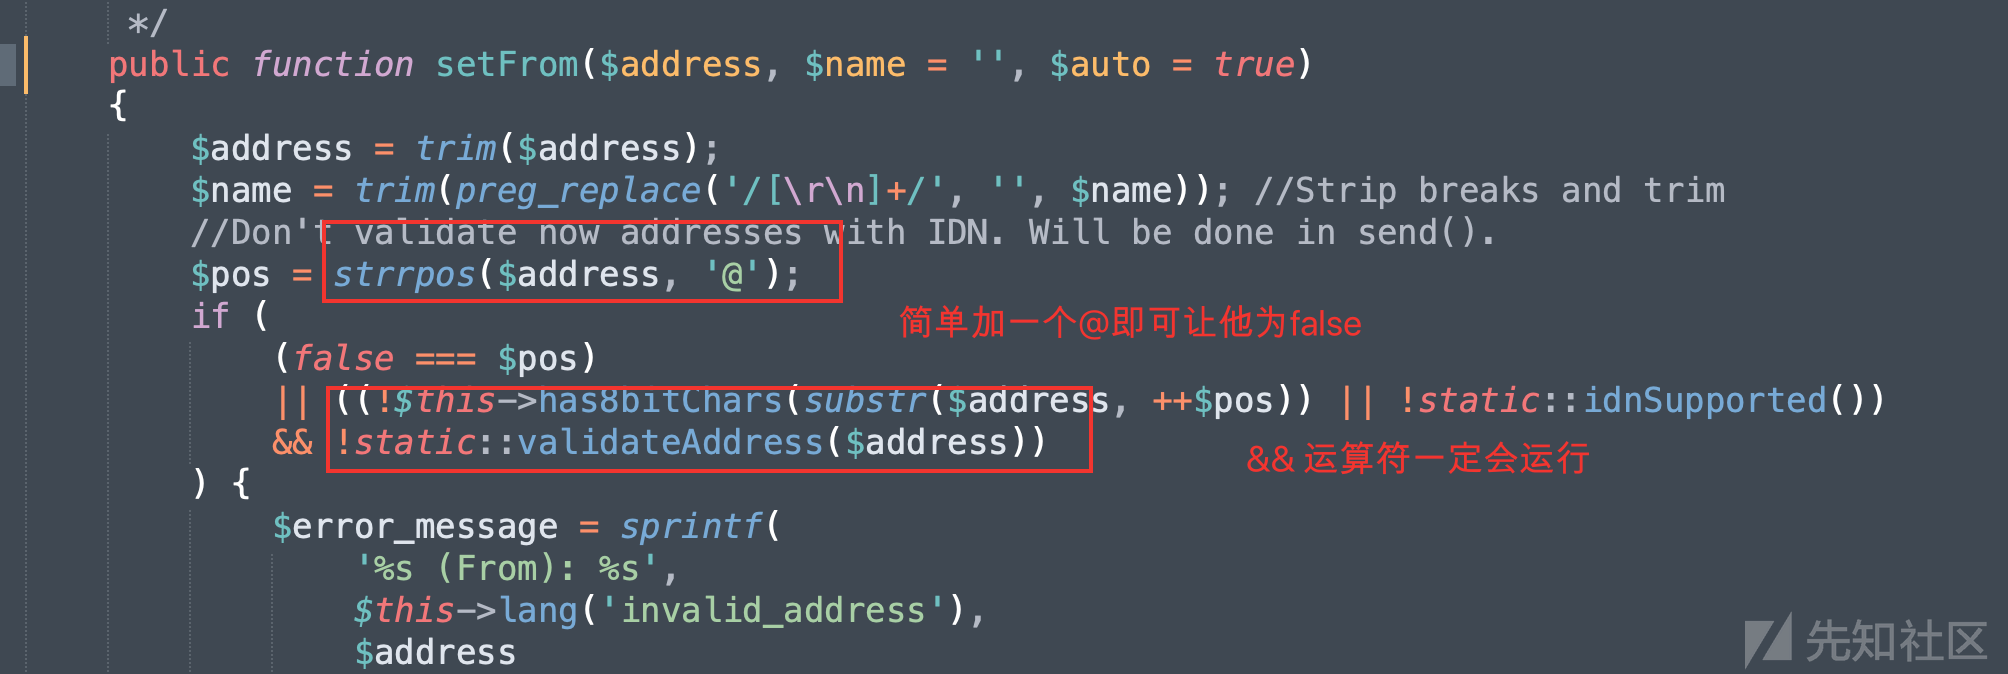 */
public function setFrom($address, $name = '', $auto = true)
{
$address = trim($address);
$name = trim(preg_replace('/[\r\n]+/', '', $name)); //Strip breaks and trim
//Don't validate now addresses with IDN. Will be done in send().
$pos = strrpos($address, '@');
if (
简单加一个@即可让他为false
(false === $pos)
|| ((!$this->has8bitChars(substr($address, ++$pos)) || !static::idnSupported())
&& !static::validateAddress($address))
&& 运算符一定会运行
) {
$error_message = sprintf(
'%s (From): %s',
$this->lang('invalid_address'),
$address
先知社区